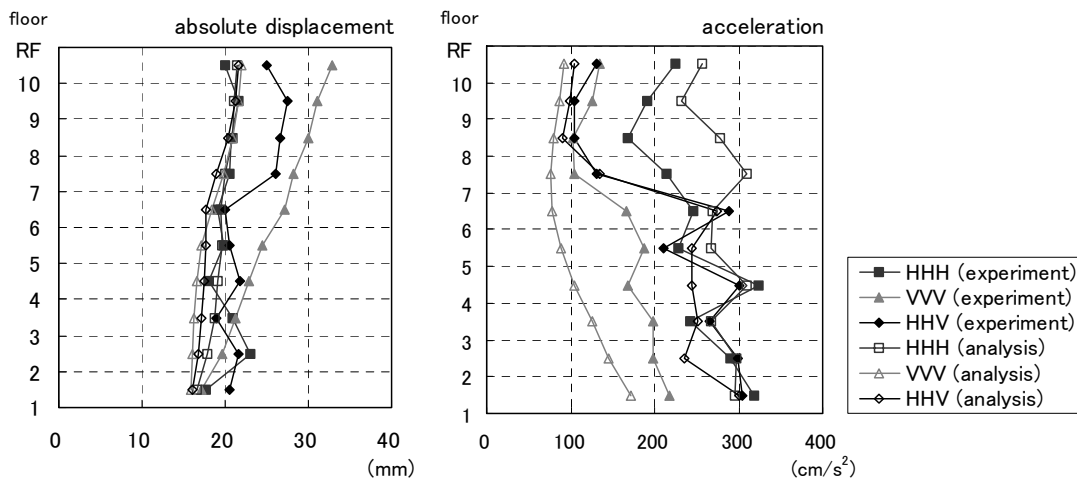 floor
absolute displacement
RF
10
9
8
7
6
5
4
3
2
1
0
10
20
30
40
(mm)
floor
acceleration
RF
10
9
8
7
6
5
4
3
2
1
0
100
200
300
400
(cm/s²)
HHH (experiment)
VVV (experiment)
HHV (experiment)
HHH (analysis)
VVV (analysis)
HHV (analysis)